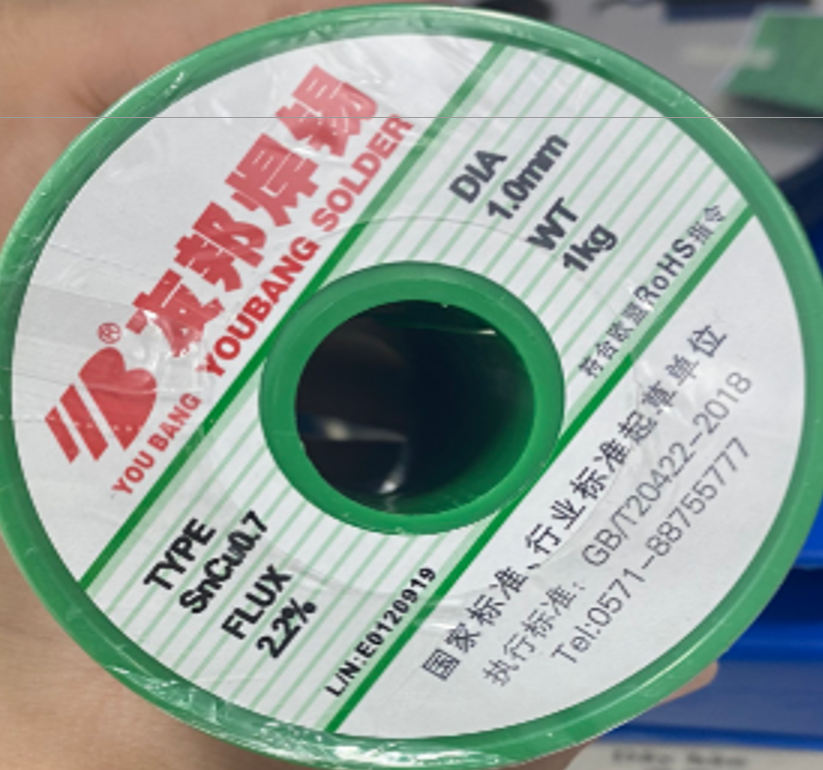 友邦焊锡
®
YOU BANG YOUBANG SOLDER
DIA
1.0mm
WT
1kg
符合欧盟RoHS指令
TYPE
SnCu0.7
FLUX
2.2%
L/N:E0120919
国家标准、行业标准起草单位
执行标准: GB/T20422-2018
Tel:0571-88755777